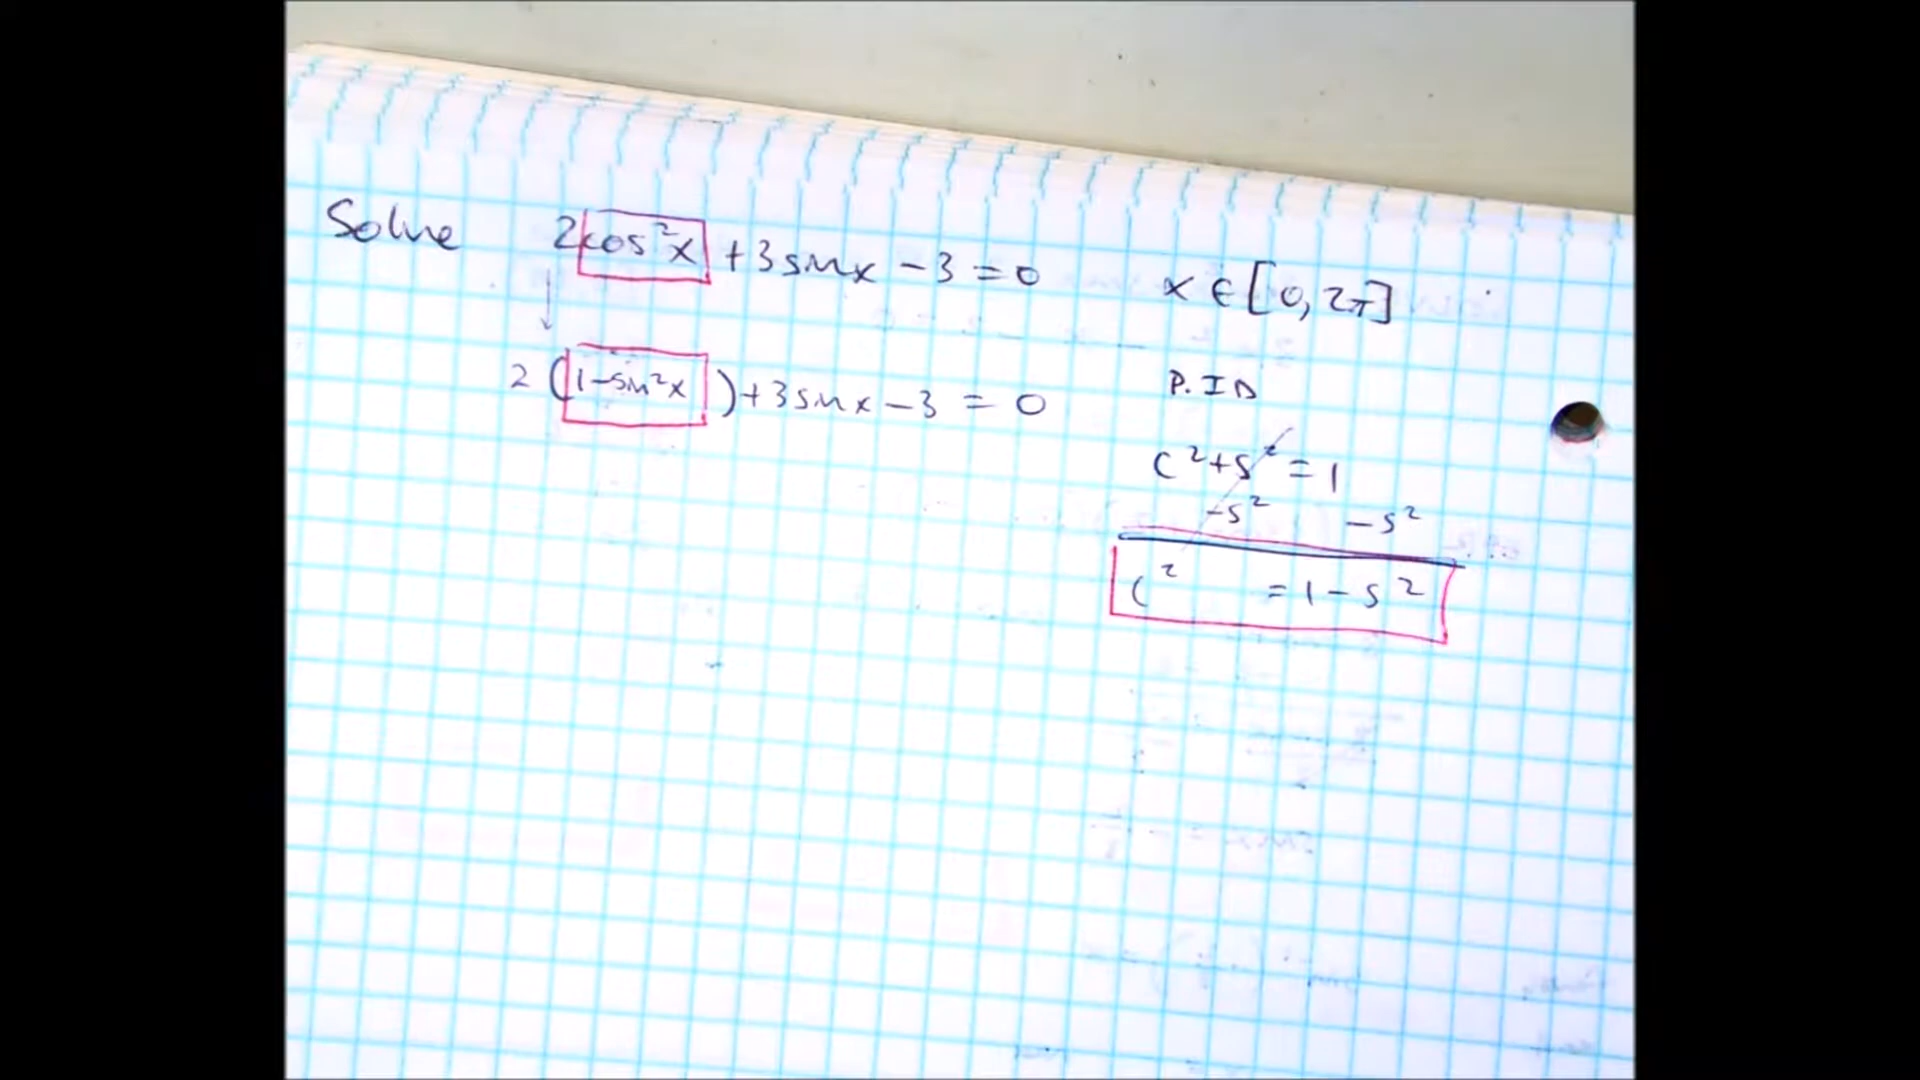 Solve 2cos²x + 3sinx - 3 = 0 x ∈ [0, 2π]
2 (1-sin²x) + 3sinx - 3 = 0
P. ID
c² + s² = 1
-s² - s²
c² = 1 - s²